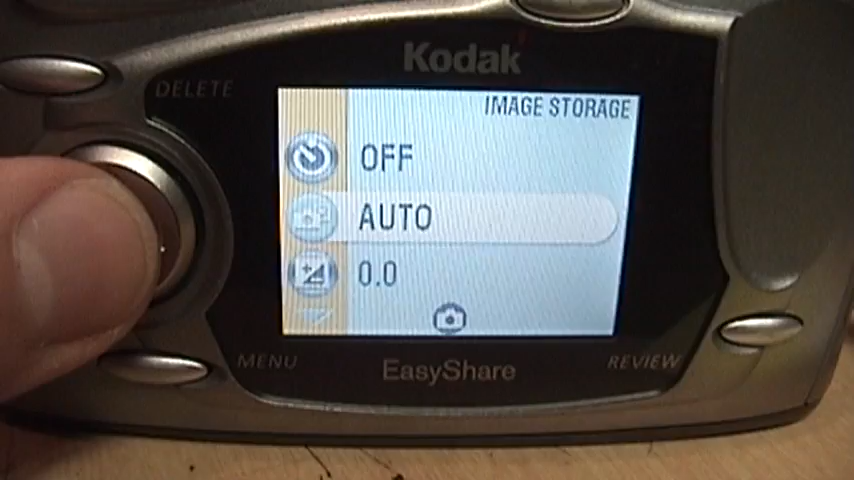 Kodak
DELETE
IMAGE STORAGE
OFF
AUTO
0.0
MENU
EasyShare
REVIEW